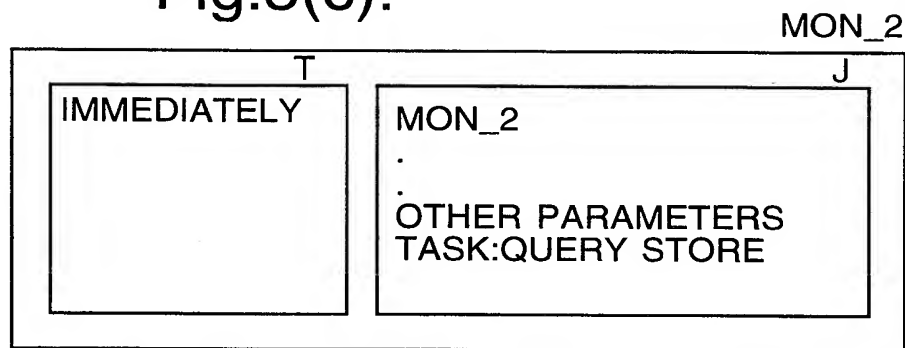 MON_2
T
J
IMMEDIATELY
MON_2
.
.
OTHER PARAMETERS
TASK:QUERY STORE